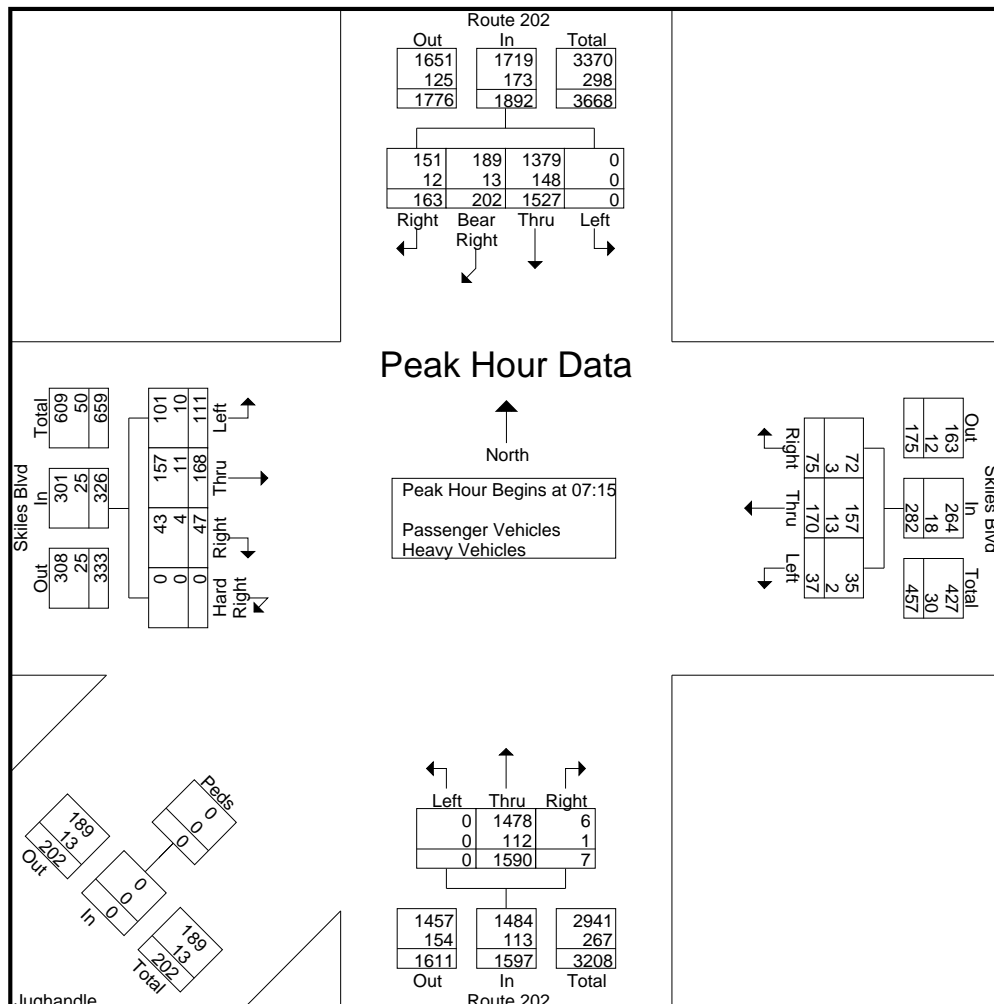 Route 202
Out In Total
1651 1719 3370
125 173 298
1776 1892 3668
151 189 1379 0
12 13 148 0
163 202 1527 0
Right Bear Right Thru Left
Peak Hour Data
North
Peak Hour Begins at 07:15
Passenger Vehicles
Heavy Vehicles
Skiles Blvd
Total In Out
609 301 308
50 25 25
659 326 333
101 157 43 0
10 11 4 0
111 168 47 0
Left Thru Right Hard Right
Skiles Blvd
Out In Total
163 264 427
12 18 30
175 282 457
72 157 35
3 13 2
75 170 37
Right Thru Left
Left Thru Right
0 1478 6
0 112 1
0 1590 7
1457 1484 2941
154 113 267
1611 1597 3208
Out In Total
Route 202
Peds
0
0
0
189 0 189
13 0 13
202 0 202
Out In Total
Jughandle